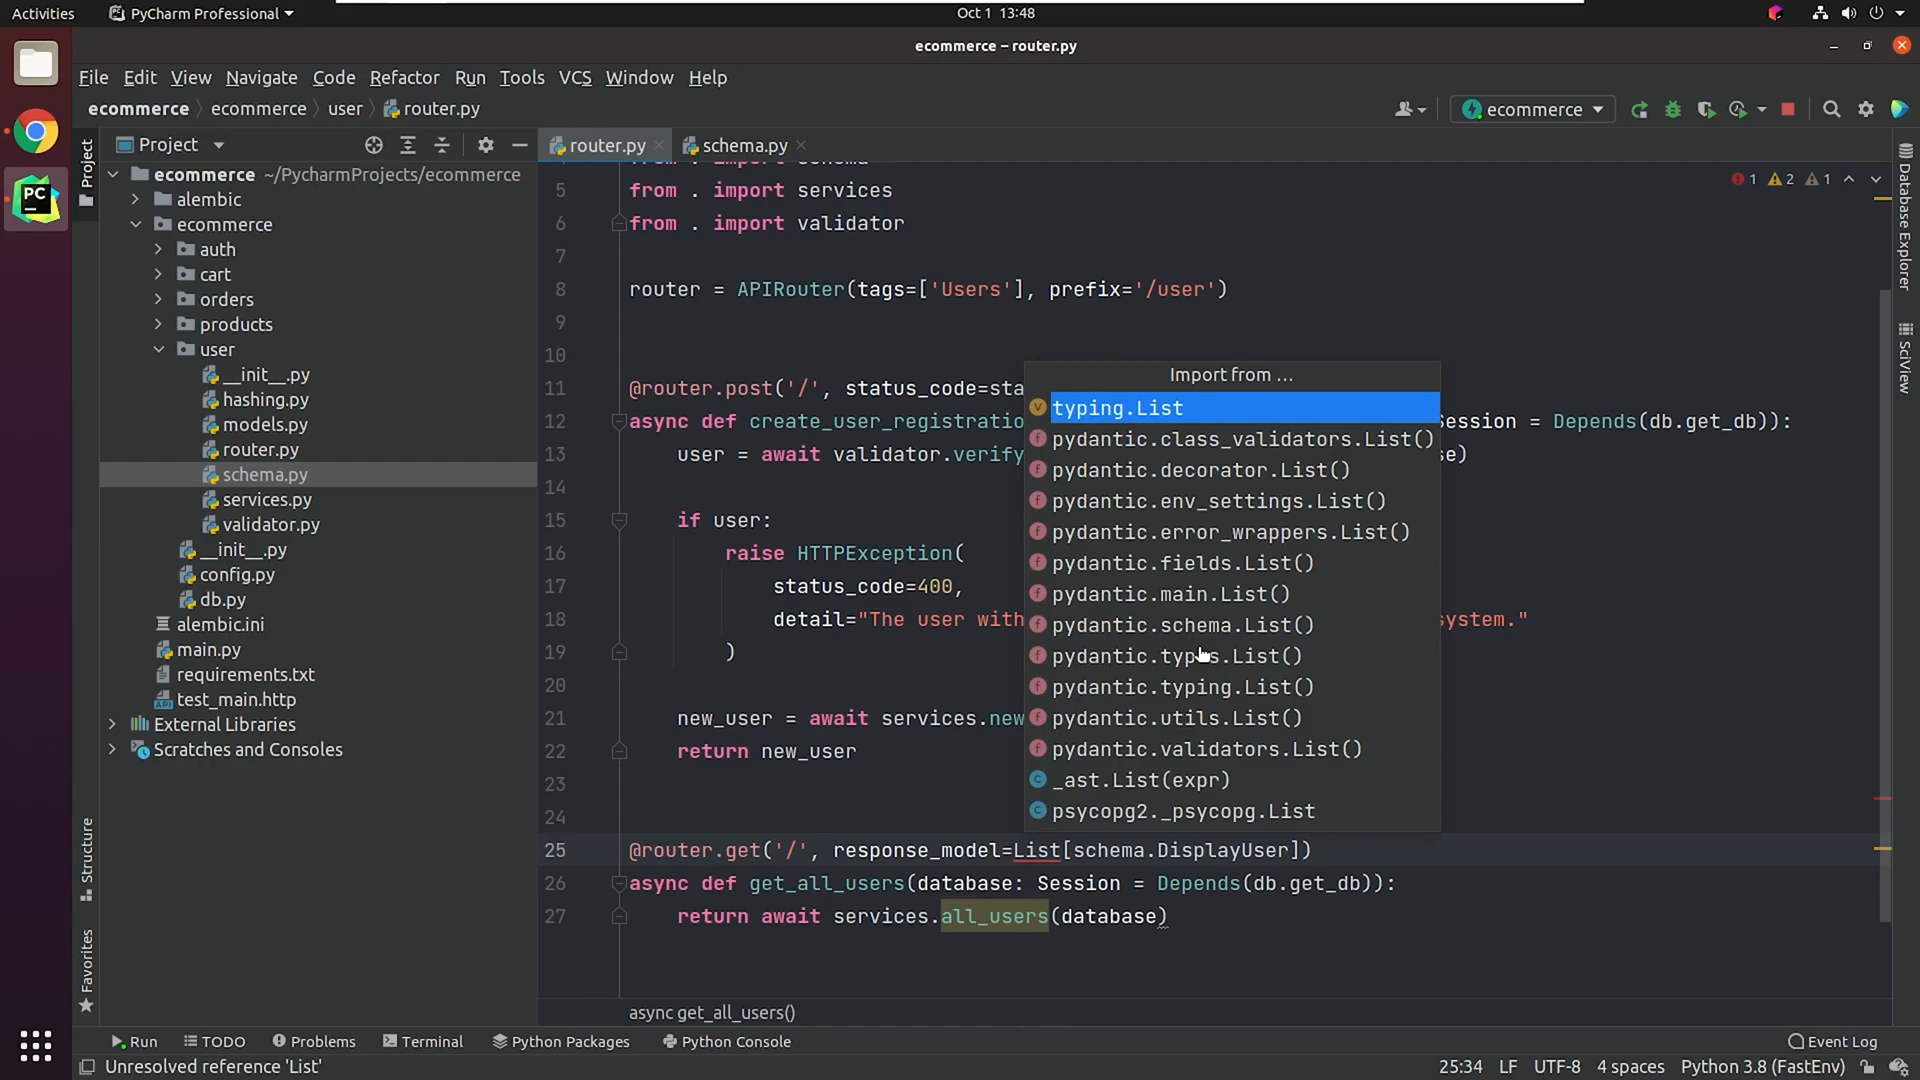 Activities
PyCharm Professional
Oct 1 13:48
ecommerce – router.py
File Edit View Navigate Code Refactor Run Tools VCS Window Help
ecommerce ecommerce user router.py
ecommerce
Project
Project
router.py
schema.py
ecommerce ~/PycharmProjects/ecommerce
alembic
ecommerce
auth
cart
orders
products
user
__init__.py
hashing.py
models.py
router.py
schema.py
services.py
validator.py
__init__.py
config.py
db.py
alembic.ini
main.py
requirements.txt
test_main.http
External Libraries
Scratches and Consoles
Structure
Favorites
1 2 1
from . import schema
5 from . import services
6 from . import validator
7
8 router = APIRouter(tags=['Users'], prefix='/user')
9
10
11 @router.post('/', status_code=sta
12 async def create_user_registratio Session = Depends(db.get_db)):
13 user = await validator.verify se)
14
15 if user:
16 raise HTTPException(
17 status_code=400,
18 detail="The user with ystem."
19 )
20
21 new_user = await services.new
22 return new_user
23
24
25 @router.get('/', response_model=List[schema.DisplayUser])
26 async def get_all_users(database: Session = Depends(db.get_db)):
27 return await services.all_users(database)
Import from ...
typing.List
pydantic.class_validators.List()
pydantic.decorator.List()
pydantic.env_settings.List()
pydantic.error_wrappers.List()
pydantic.fields.List()
pydantic.main.List()
pydantic.schema.List()
pydantic.types.List()
pydantic.typing.List()
pydantic.utils.List()
pydantic.validators.List()
_ast.List(expr)
psycopg2._psycopg.List
async get_all_users()
Database Explorer
SciView
Run TODO Problems Terminal Python Packages Python Console
Event Log
Unresolved reference 'List'
25:34 LF UTF-8 4 spaces Python 3.8 (FastEnv)